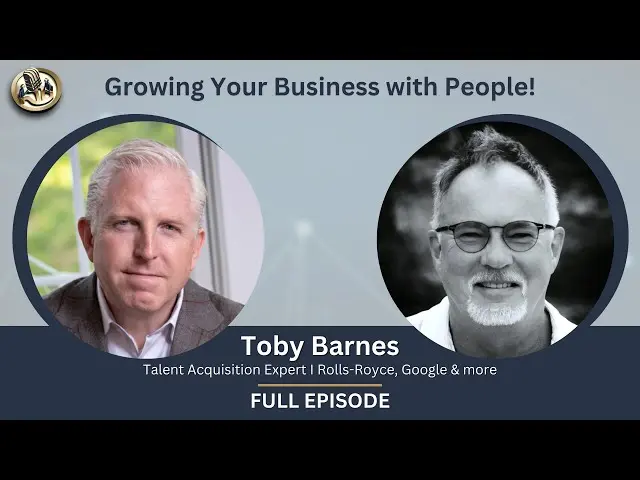 Growing Your Business with People!
Toby Barnes
Talent Acquisition Expert I Rolls-Royce, Google & more
FULL EPISODE